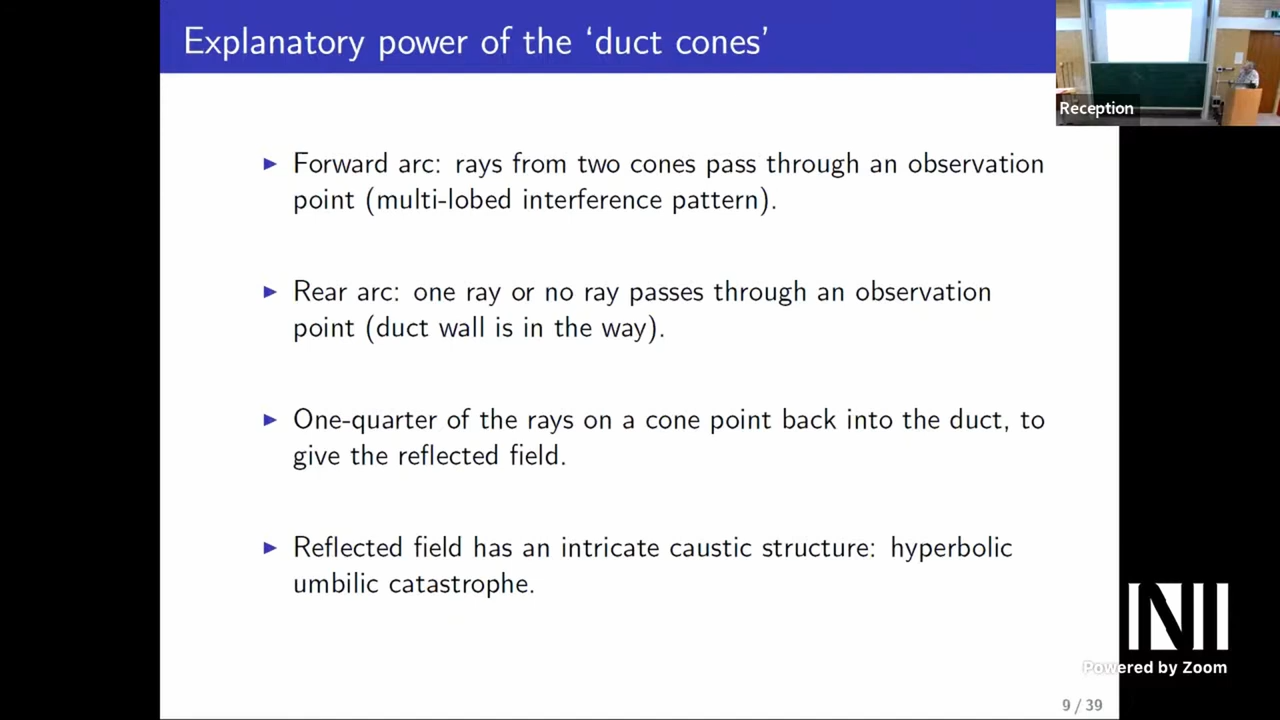 Explanatory power of the ‘duct cones’
Reception
▶ Forward arc: rays from two cones pass through an observation
point (multi-lobed interference pattern).
▶ Rear arc: one ray or no ray passes through an observation
point (duct wall is in the way).
▶ One-quarter of the rays on a cone point back into the duct, to
give the reflected field.
▶ Reflected field has an intricate caustic structure: hyperbolic
umbilic catastrophe.
Powered by Zoom
9 / 39